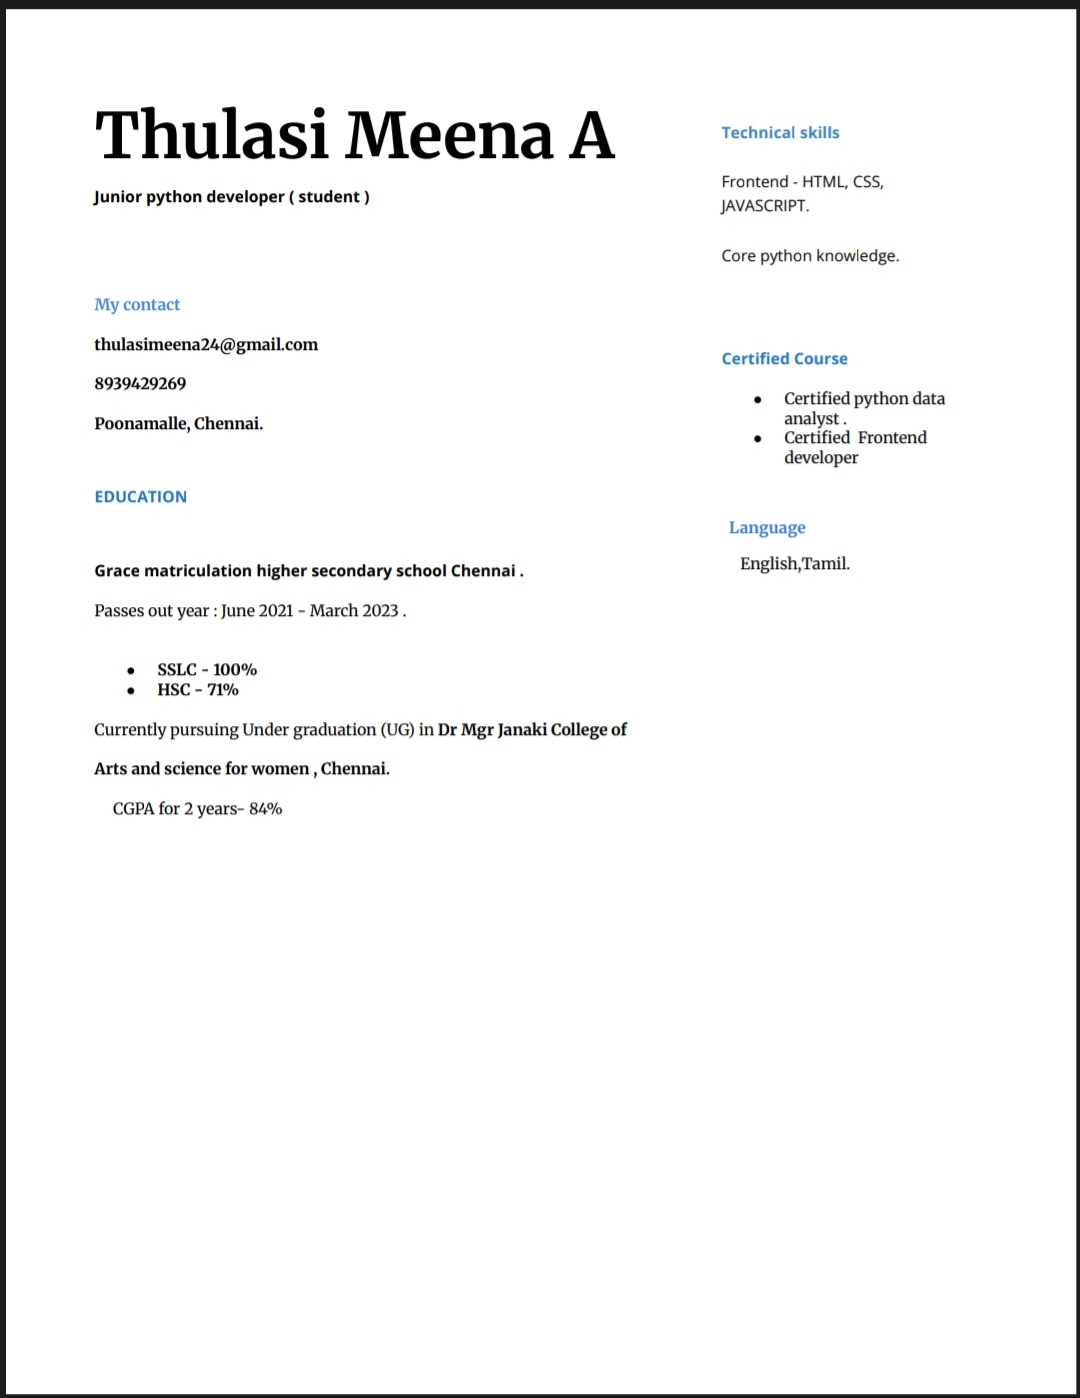 Thulasi Meena A
Junior python developer ( student )
My contact
thulasimeena24@gmail.com
8939429269
Poonamalle, Chennai.
EDUCATION
Grace matriculation higher secondary school Chennai .
Passes out year : June 2021 - March 2023 .
● SSLC - 100%
● HSC - 71%
Currently pursuing Under graduation (UG) in Dr Mgr Janaki College of
Arts and science for women , Chennai.
CGPA for 2 years- 84%
Technical skills
Frontend - HTML, CSS,
JAVASCRIPT.
Core python knowledge.
Certified Course
● Certified python data
analyst .
● Certified  Frontend
developer
Language
English,Tamil.